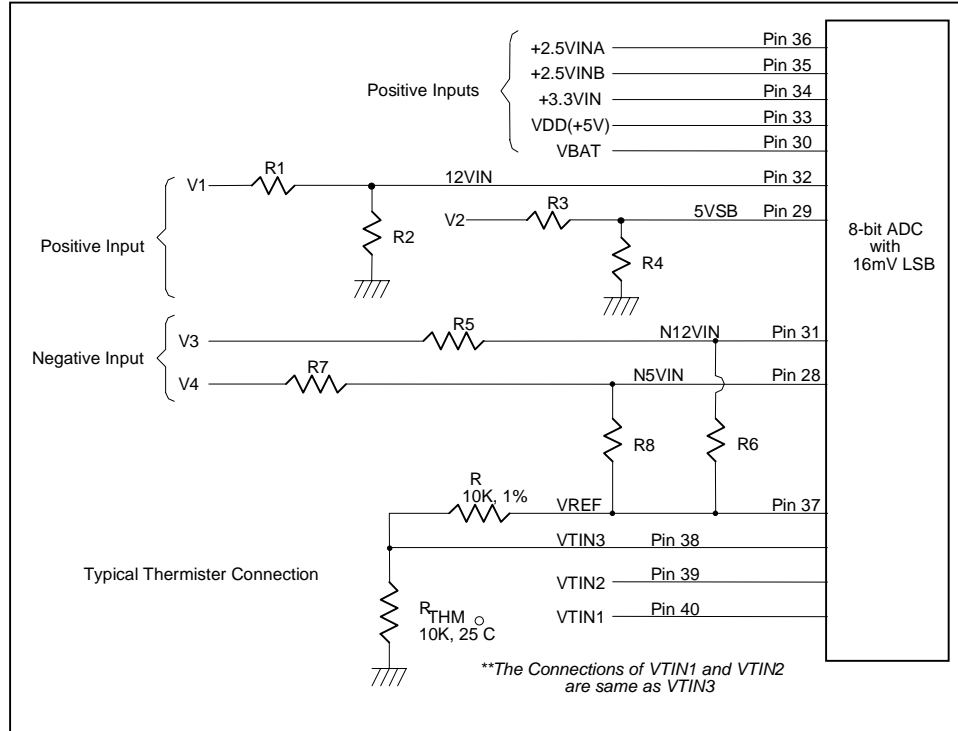 +2.5VINA Pin 36
+2.5VINB Pin 35
Positive Inputs
+3.3VIN Pin 34
VDD(+5V) Pin 33
VBAT Pin 30
R1
V1 12VIN Pin 32
R3
V2 5VSB Pin 29
R2
Positive Input
R4
8-bit ADC
with
16mV LSB
R5
V3 N12VIN Pin 31
Negative Input
R7
V4 N5VIN Pin 28
R8 R6
R
10K, 1%
VREF Pin 37
VTIN3 Pin 38
Typical Thermister Connection
VTIN2 Pin 39
VTIN1 Pin 40
RTHM
10K, 25 °C
**The Connections of VTIN1 and VTIN2
are same as VTIN3